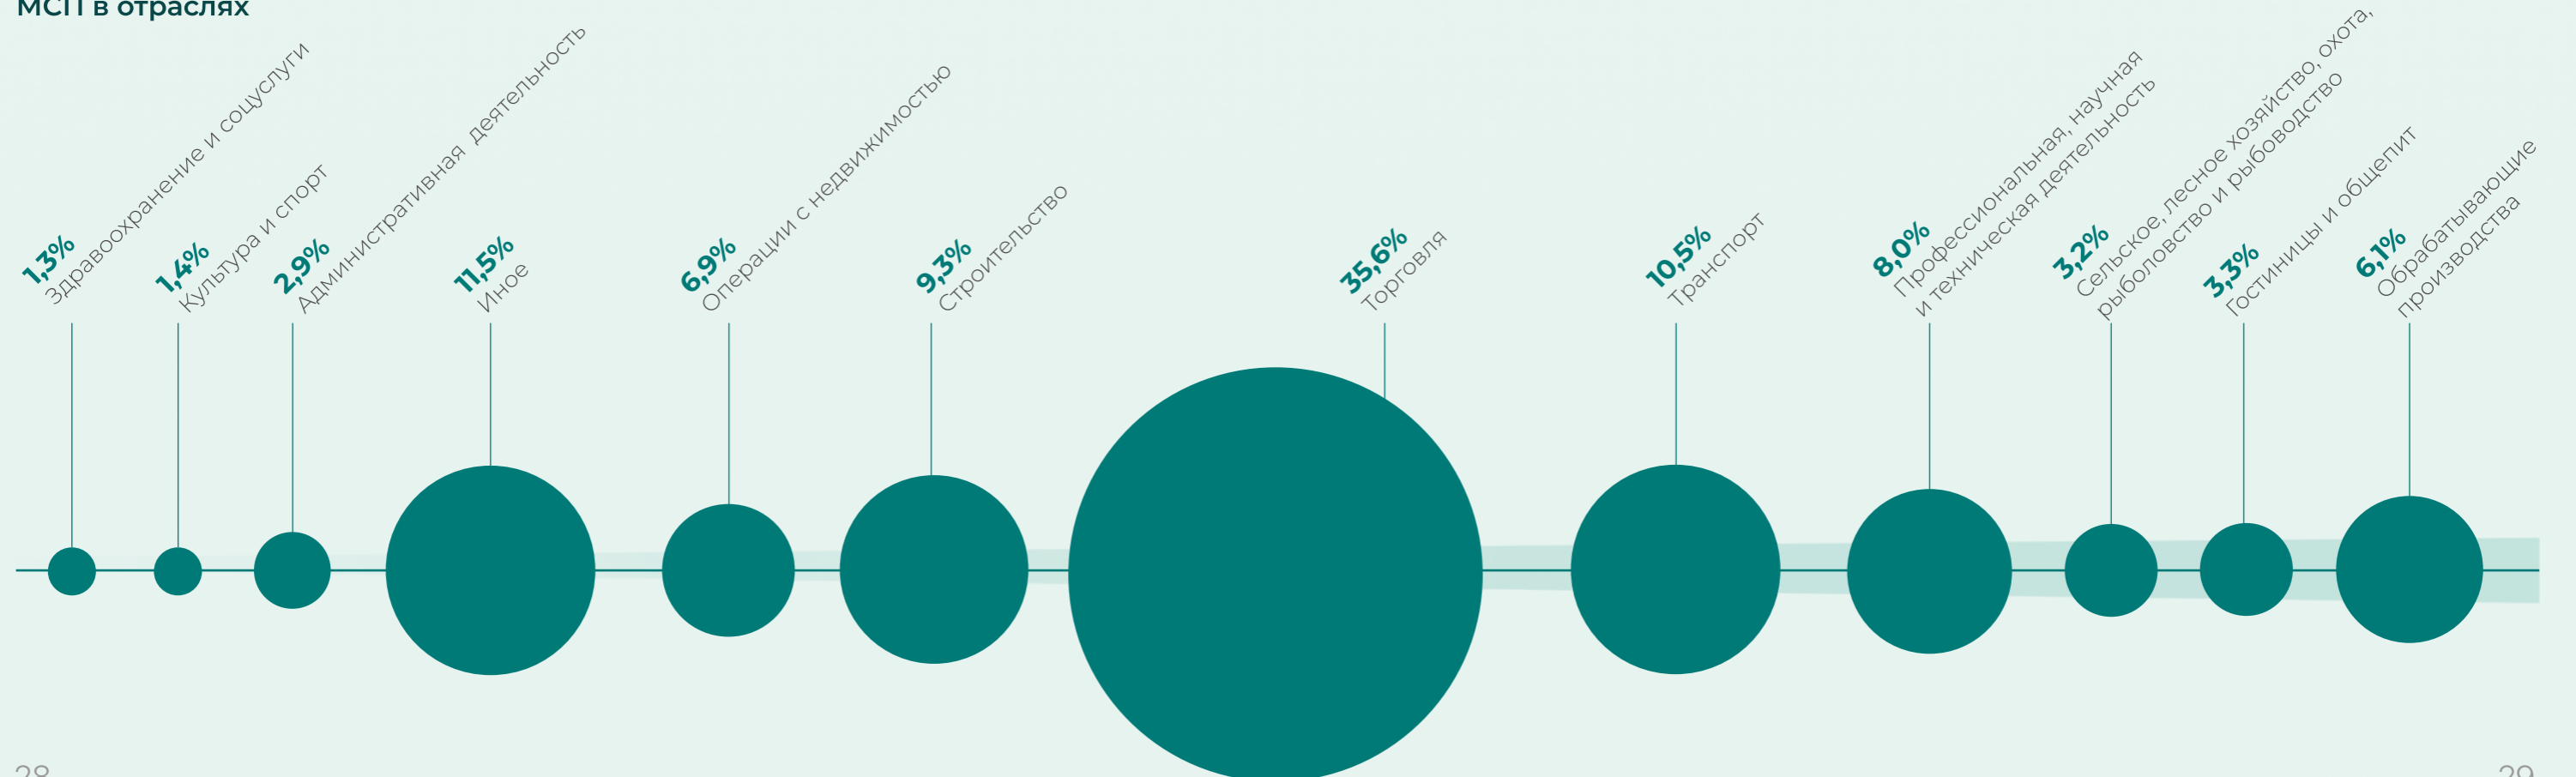 МСП в отраслях
1,3%
Здравоохранение и соцуслуги
1,4%
Культура и спорт
2,9%
Административная деятельность
11,5%
Иное
6,9%
Операции с недвижимостью
9,3%
Строительство
35,6%
Торговля
10,5%
Транспорт
8,0%
Профессиональная, научная
и техническая деятельность
3,2%
Сельское, лесное хозяйство, охота,
рыболовство и рыбоводство
3,3%
Гостиницы и общепит
6,1%
Обрабатывающие
производства
28
29